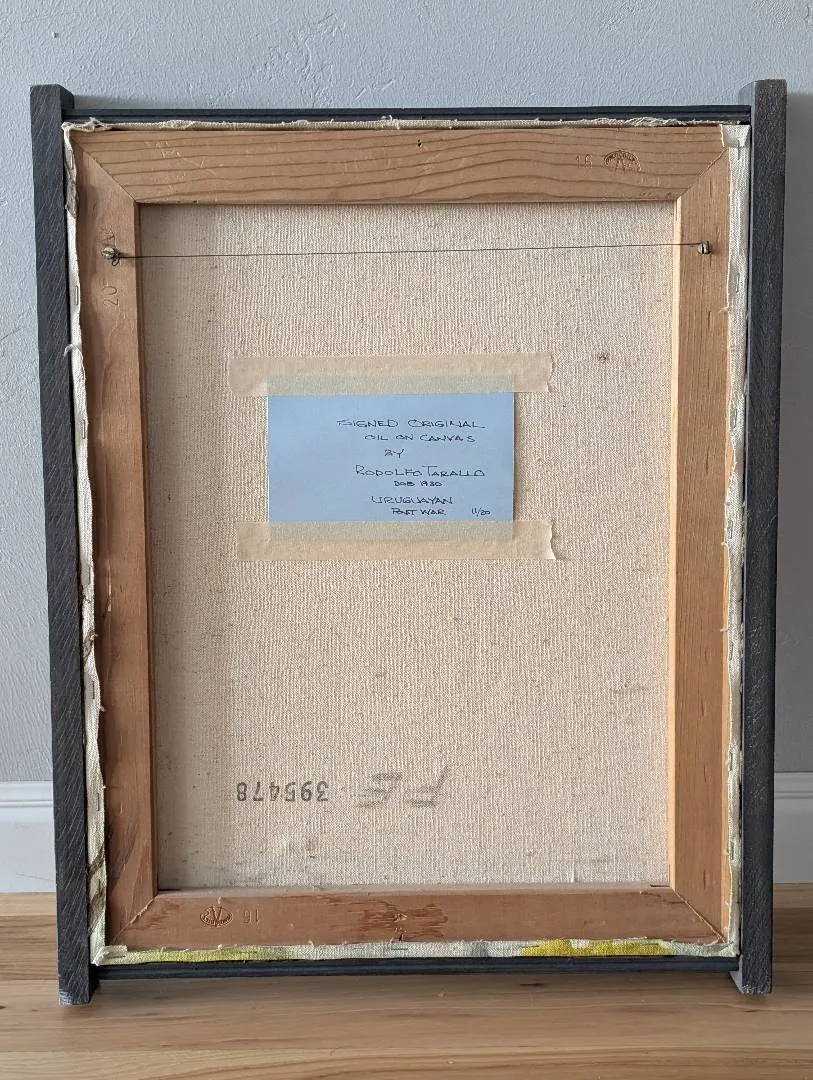 16
20
SIGNED ORIGINAL
OIL ON CANVAS
BY
RODOLFO TARALLO
DOB 1930
URUGUAYAN
POST WAR 11/20
395478
16